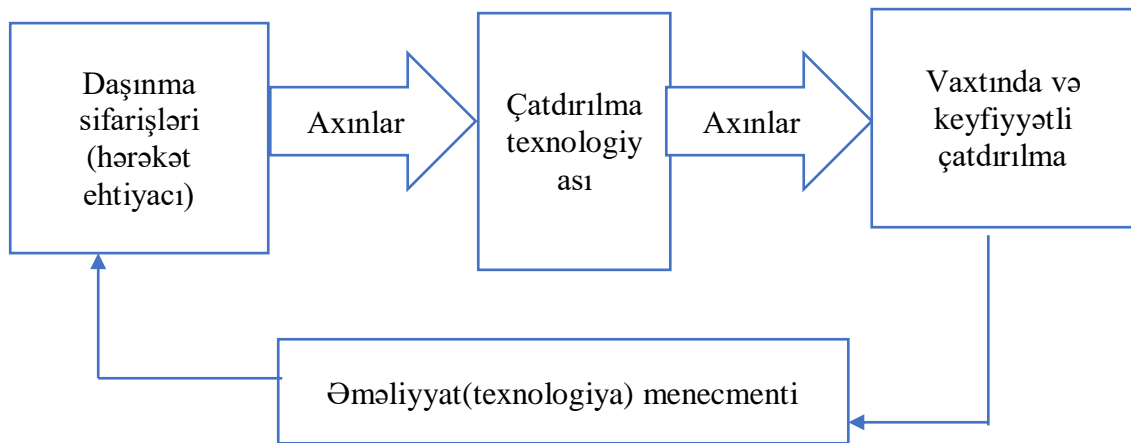 Daşınma
sifarişləri
(hərəkət
ehtiyacı)
Axınlar
Çatdırılma
texnologiy
ası
Axınlar
Vaxtında və
keyfiyyətli
çatdırılma
Əməliyyat(texnologiya) menecmenti